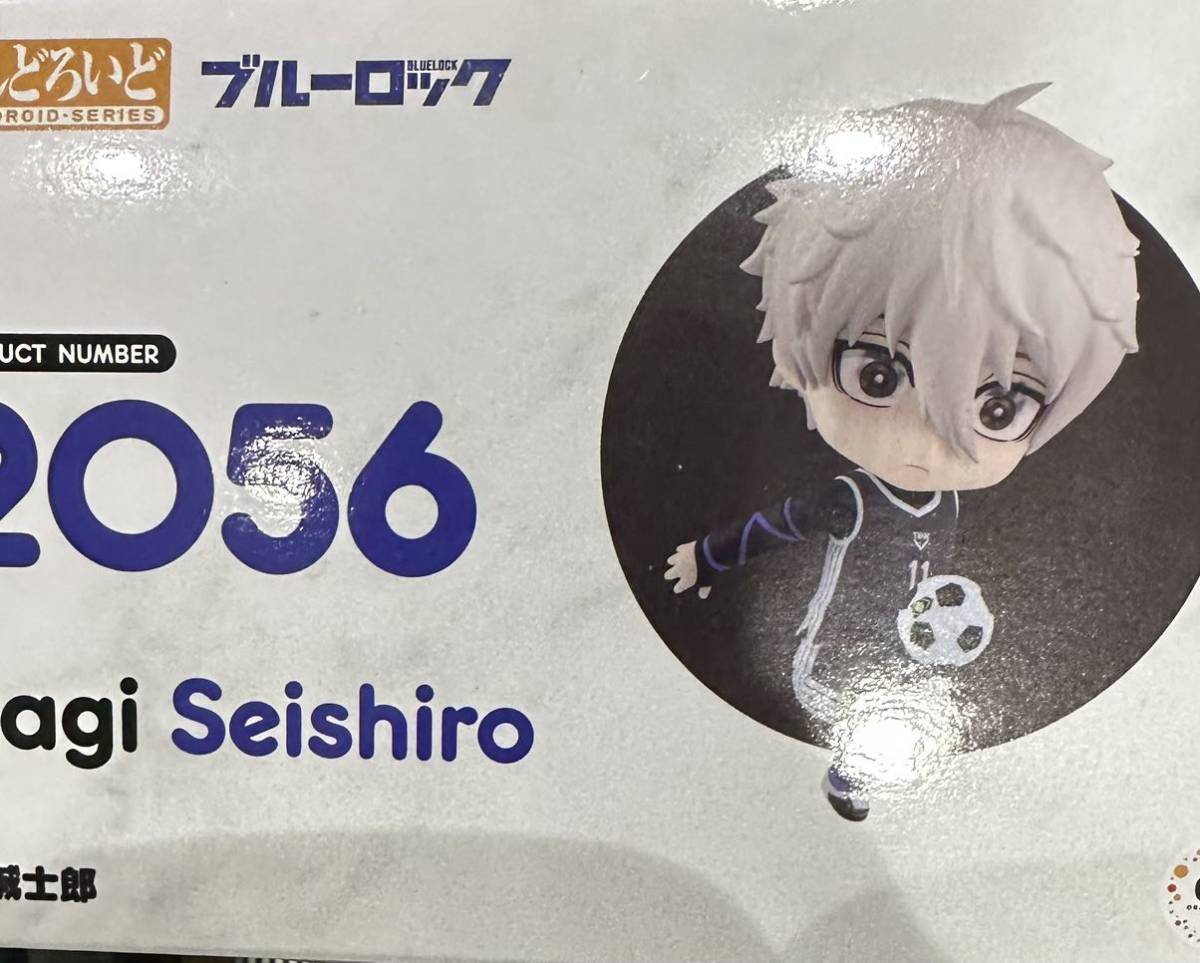 どろいど
ROID·SERIES
BLUELOCK
ブルーロック
UCT NUMBER
2056
agi Seishiro
誠士郎
11